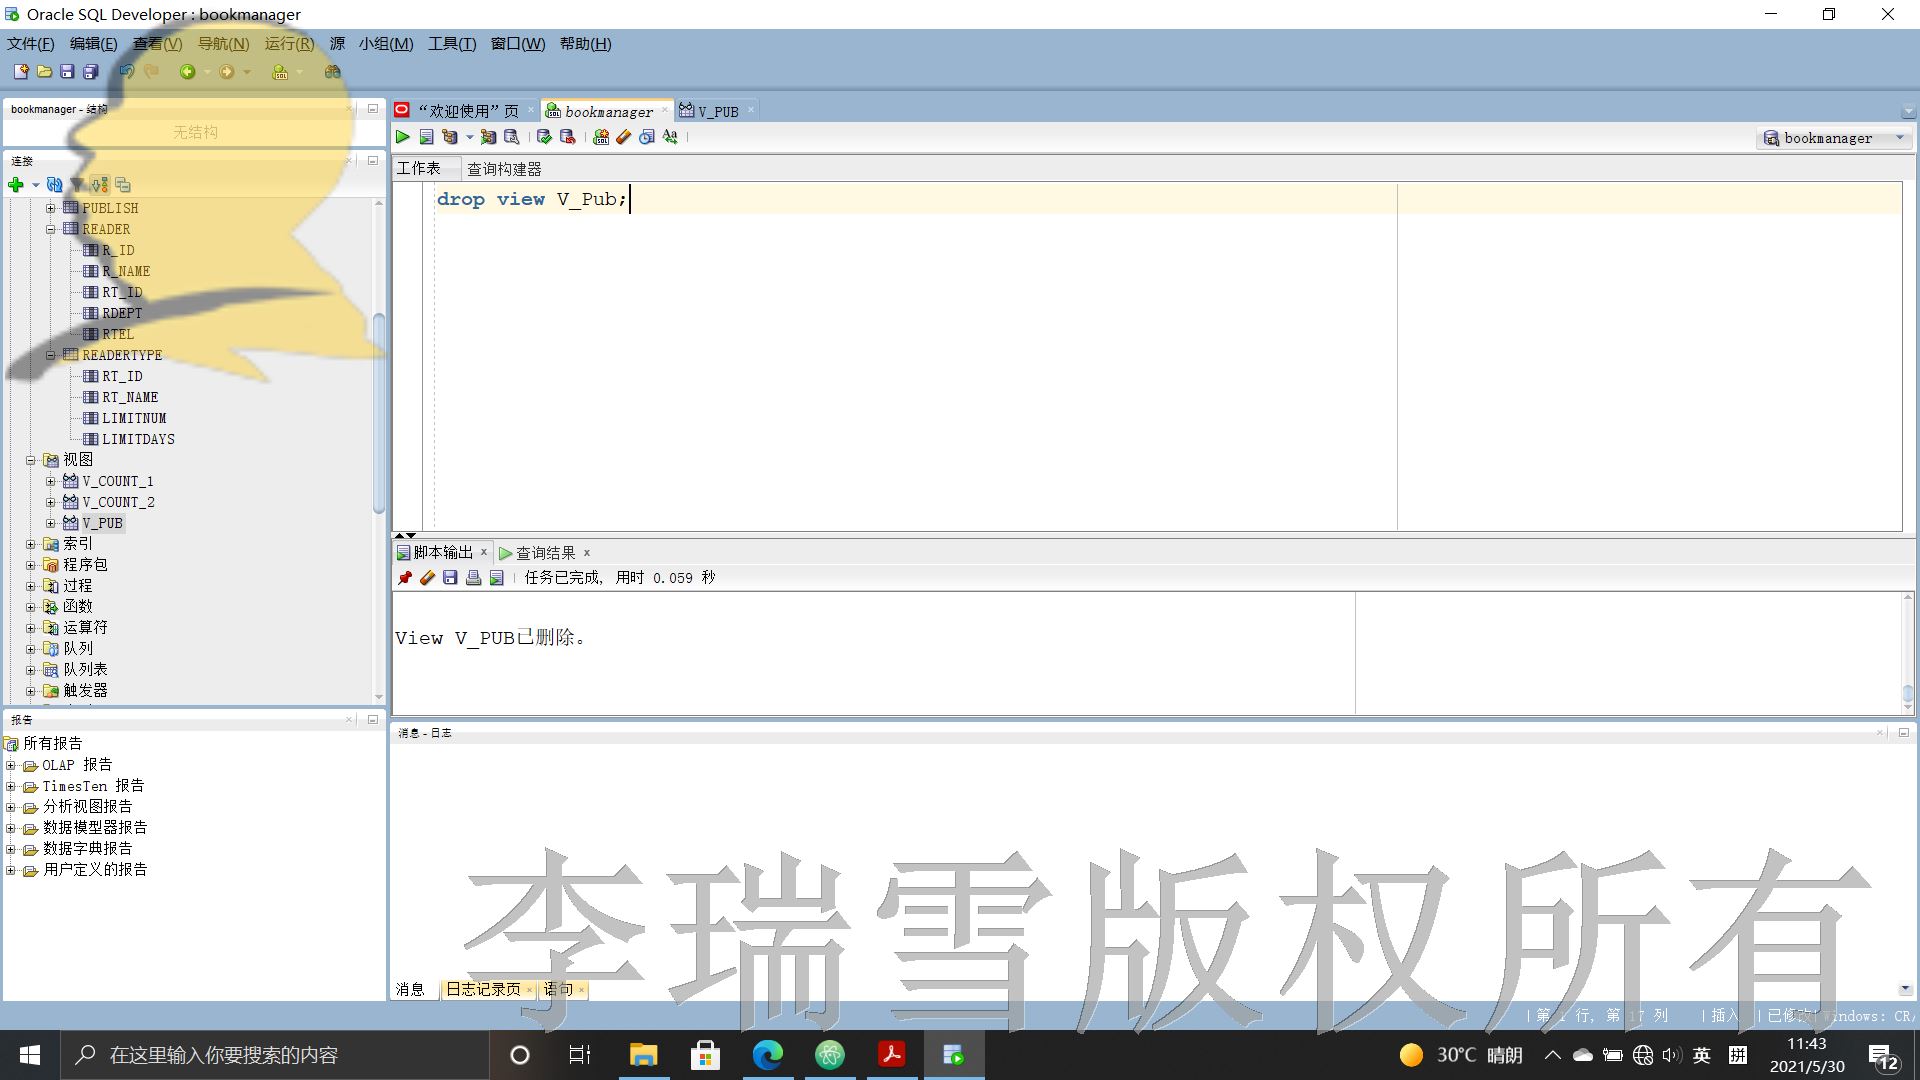 Oracle SQL Developer : bookmanager
文件(F) 编辑(E) 查看(V) 导航(N) 运行(R) 源 小组(M) 工具(T) 窗口(W) 帮助(H)
bookmanager - 结构
无结构
连接
PUBLISH
READER
R_ID
R_NAME
RT_ID
RDEPT
RTEL
READERTYPE
RT_ID
RT_NAME
LIMITNUM
LIMITDAYS
视图
V_COUNT_1
V_COUNT_2
V_PUB
索引
程序包
过程
函数
运算符
队列
队列表
触发器
报告
所有报告
OLAP 报告
TimesTen 报告
分析视图报告
数据模型器报告
数据字典报告
用户定义的报告
“欢迎使用”页 bookmanager V_PUB
bookmanager
工作表 查询构建器
drop view V_Pub;
脚本输出 查询结果
任务已完成, 用时 0.059 秒
View V_PUB已删除。
消息 - 日志
李瑞雪版权所有
消息 日志记录页 语句
第 1 行, 第 17 列 插入 已修改 Windows: CR/
在这里输入你要搜索的内容
30°C 晴朗
英
拼
11:43
2021/5/30
12